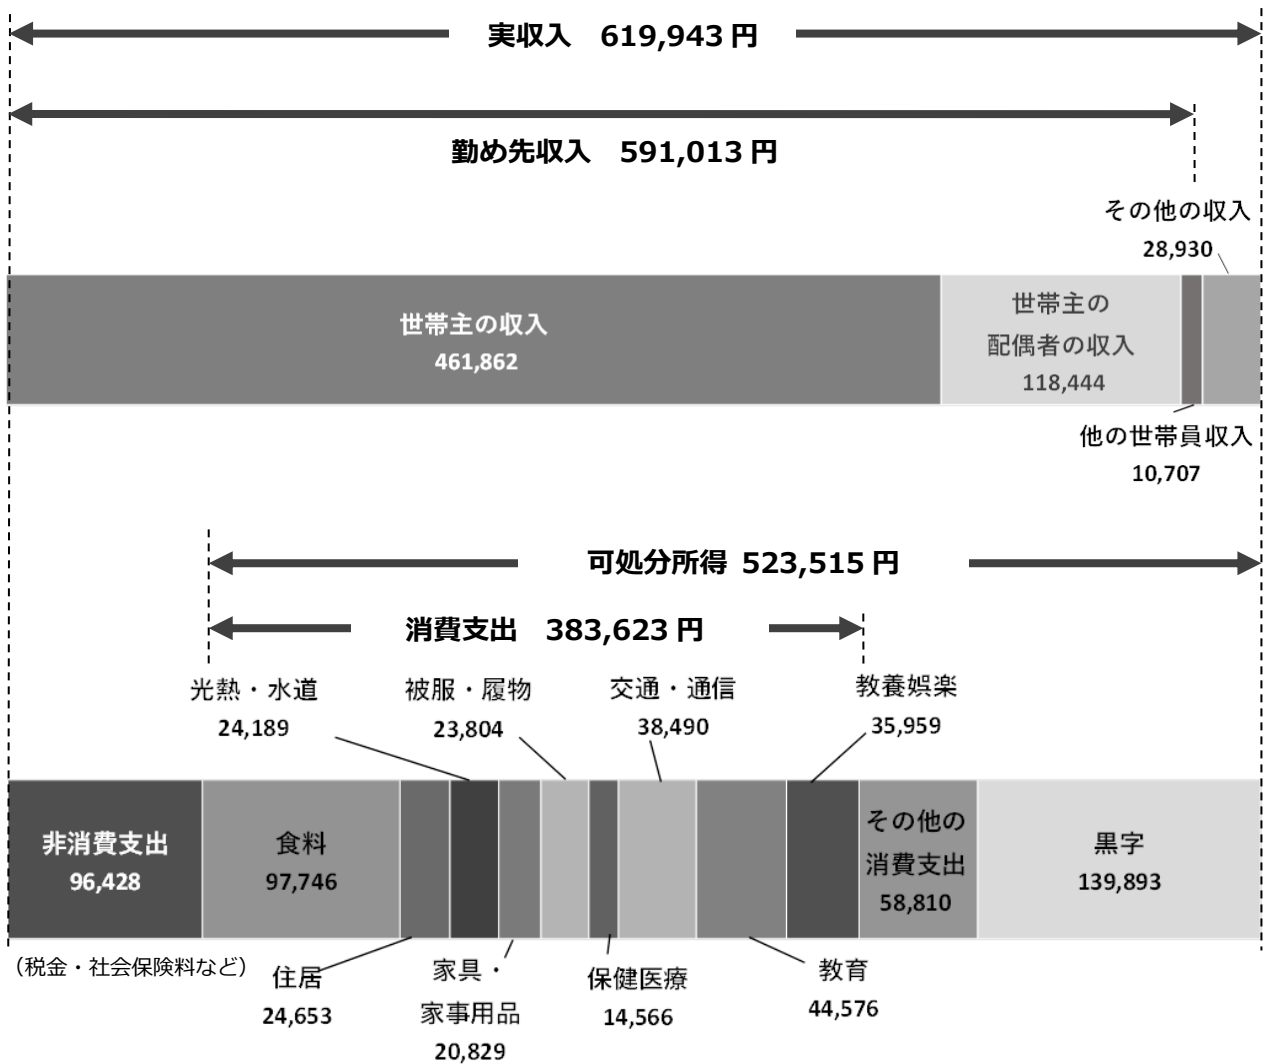 実収入 619,943 円
勤め先収入 591,013 円
その他の収入
28,930
世帯主の収入
461,862
世帯主の
配偶者の収入
118,444
他の世帯員収入
10,707
可処分所得 523,515 円
消費支出 383,623 円
光熱・水道
24,189
被服・履物
23,804
交通・通信
38,490
教養娯楽
35,959
非消費支出
96,428
食料
97,746
その他の
消費支出
58,810
黒字
139,893
（税金・社会保険料など）
住居
24,653
家具・
家事用品
20,829
保健医療
14,566
教育
44,576